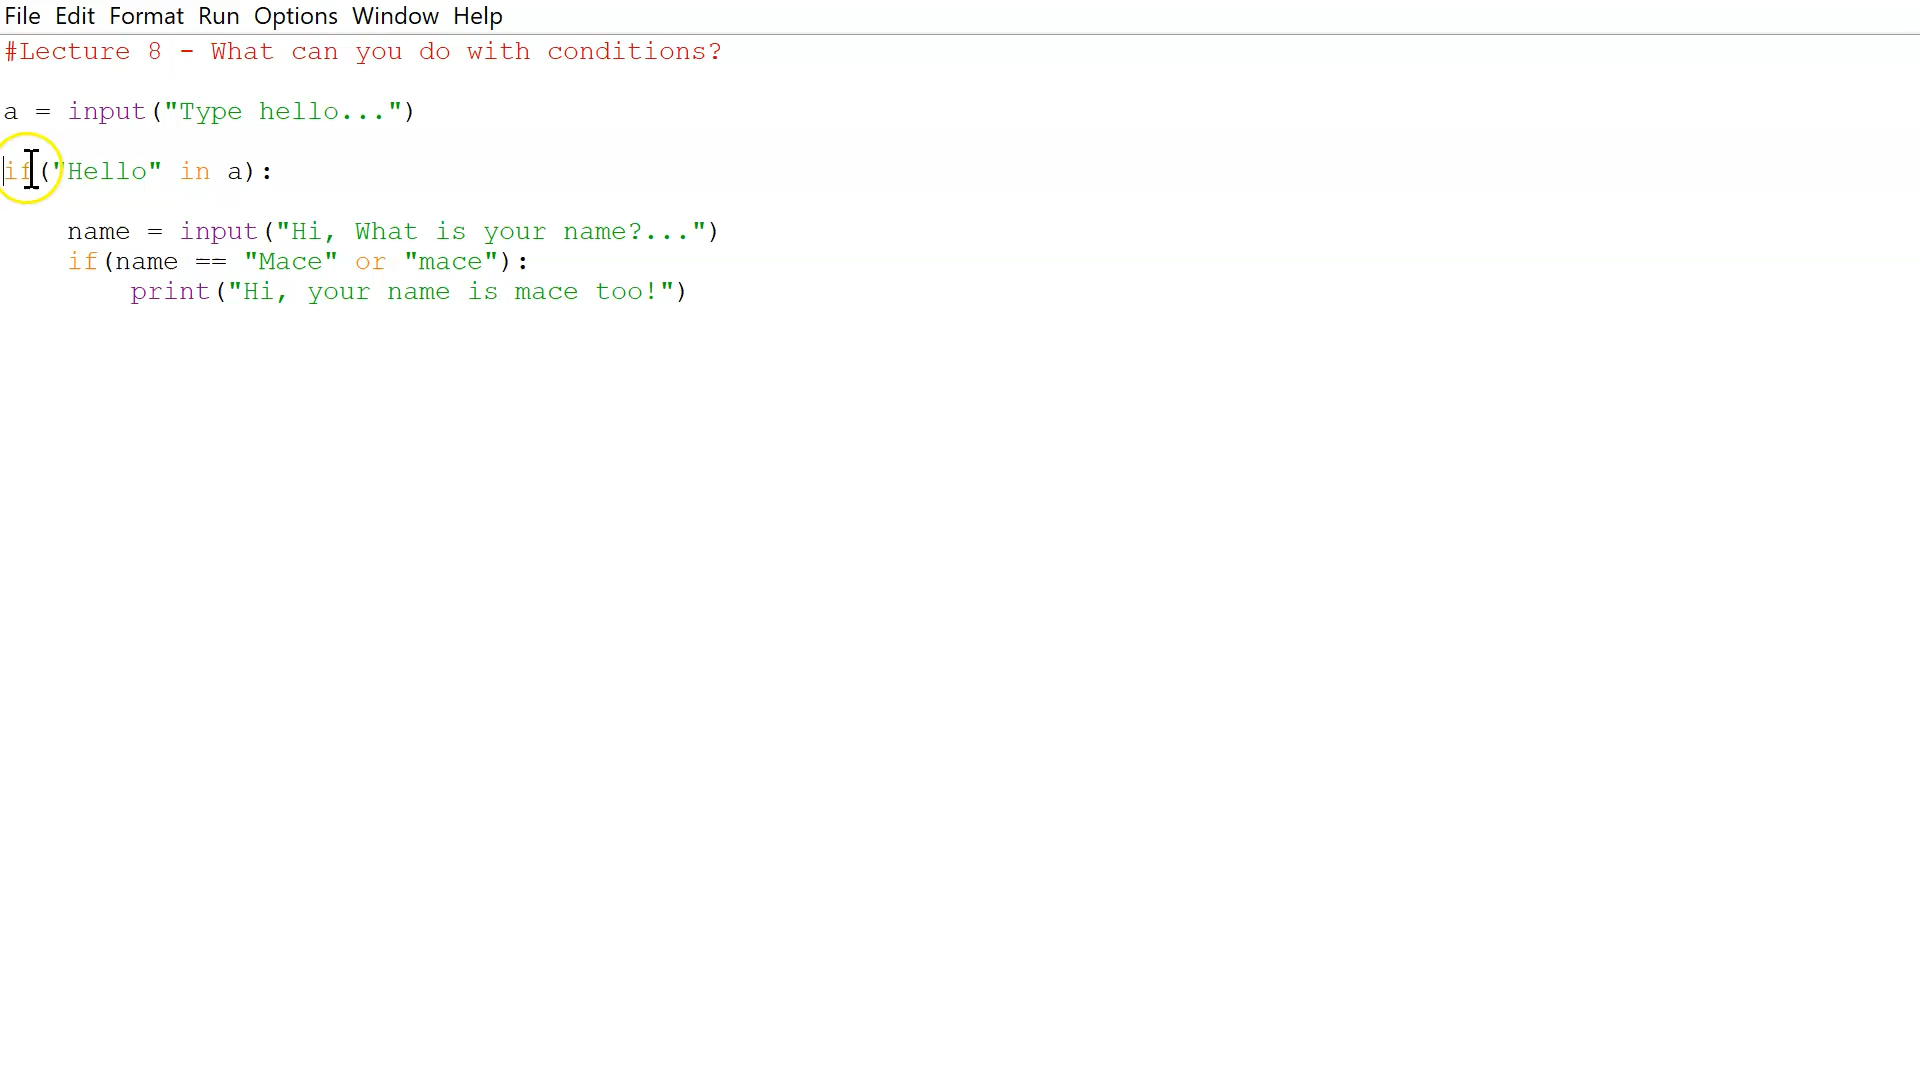 File Edit Format Run Options Window Help
#Lecture 8 - What can you do with conditions?
a = input("Type hello...")
if("Hello" in a):
    name = input("Hi, What is your name?...")
    if(name == "Mace" or "mace"):
        print("Hi, your name is mace too!")